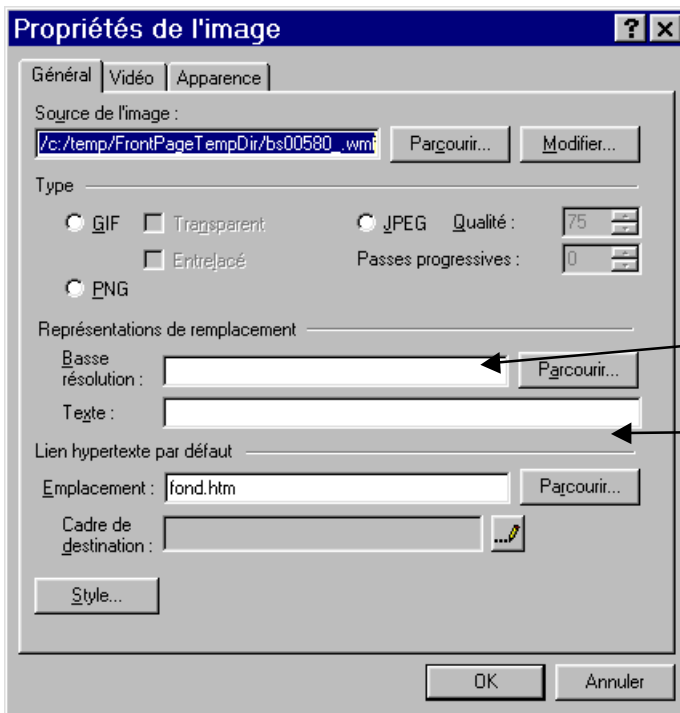 Propriétés de l'image
Général Vidéo Apparence
Source de l'image :
/c:/temp/FrontPageTempDir/bs00580_.wmf Parcourir... Modifier...
Type
GIF Transparent JPEG Qualité : 75
Entrelacé Passes progressives : 0
PNG
Représentations de remplacement
Basse
résolution : Parcourir...
Texte :
Lien hypertexte par défaut
Emplacement : fond.htm Parcourir...
Cadre de
destination : ...
Style...
OK Annuler